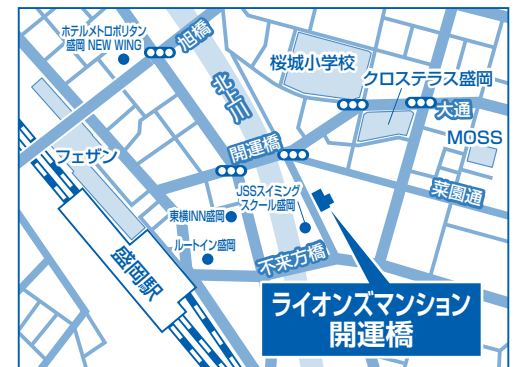 ホテルメトロポリタン
盛岡 NEW WING
旭橋
北上川
桜城小学校
クロステラス盛岡
大通
MOSS
開運橋
菜園通
フェザン
JSSスイミング
スクール盛岡
東横INN盛岡
ルートイン盛岡
不来方橋
盛岡駅
ライオンズマンション
開運橋